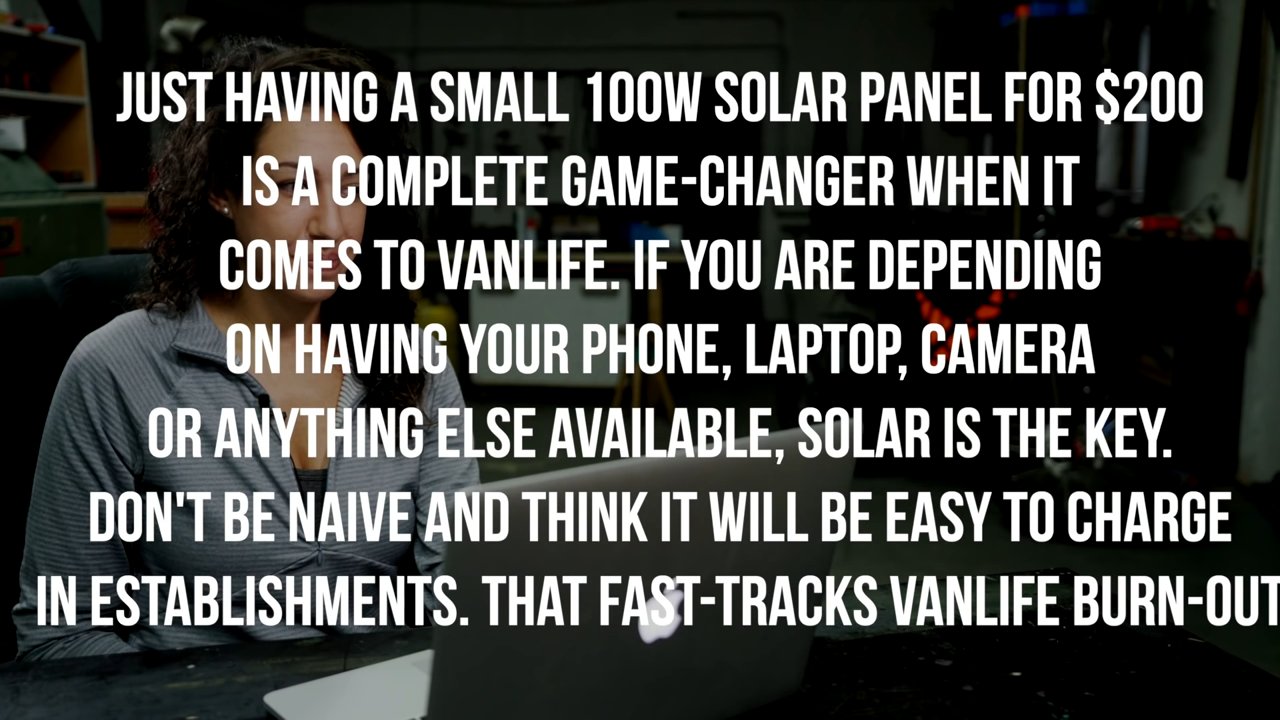 JUST HAVING A SMALL 100W SOLAR PANEL FOR $200
IS A COMPLETE GAME-CHANGER WHEN IT
COMES TO VANLIFE. IF YOU ARE DEPENDING
ON HAVING YOUR PHONE, LAPTOP, CAMERA
OR ANYTHING ELSE AVAILABLE, SOLAR IS THE KEY.
DON'T BE NAIVE AND THINK IT WILL BE EASY TO CHARGE
IN ESTABLISHMENTS. THAT FAST-TRACKS VANLIFE BURN-OUT